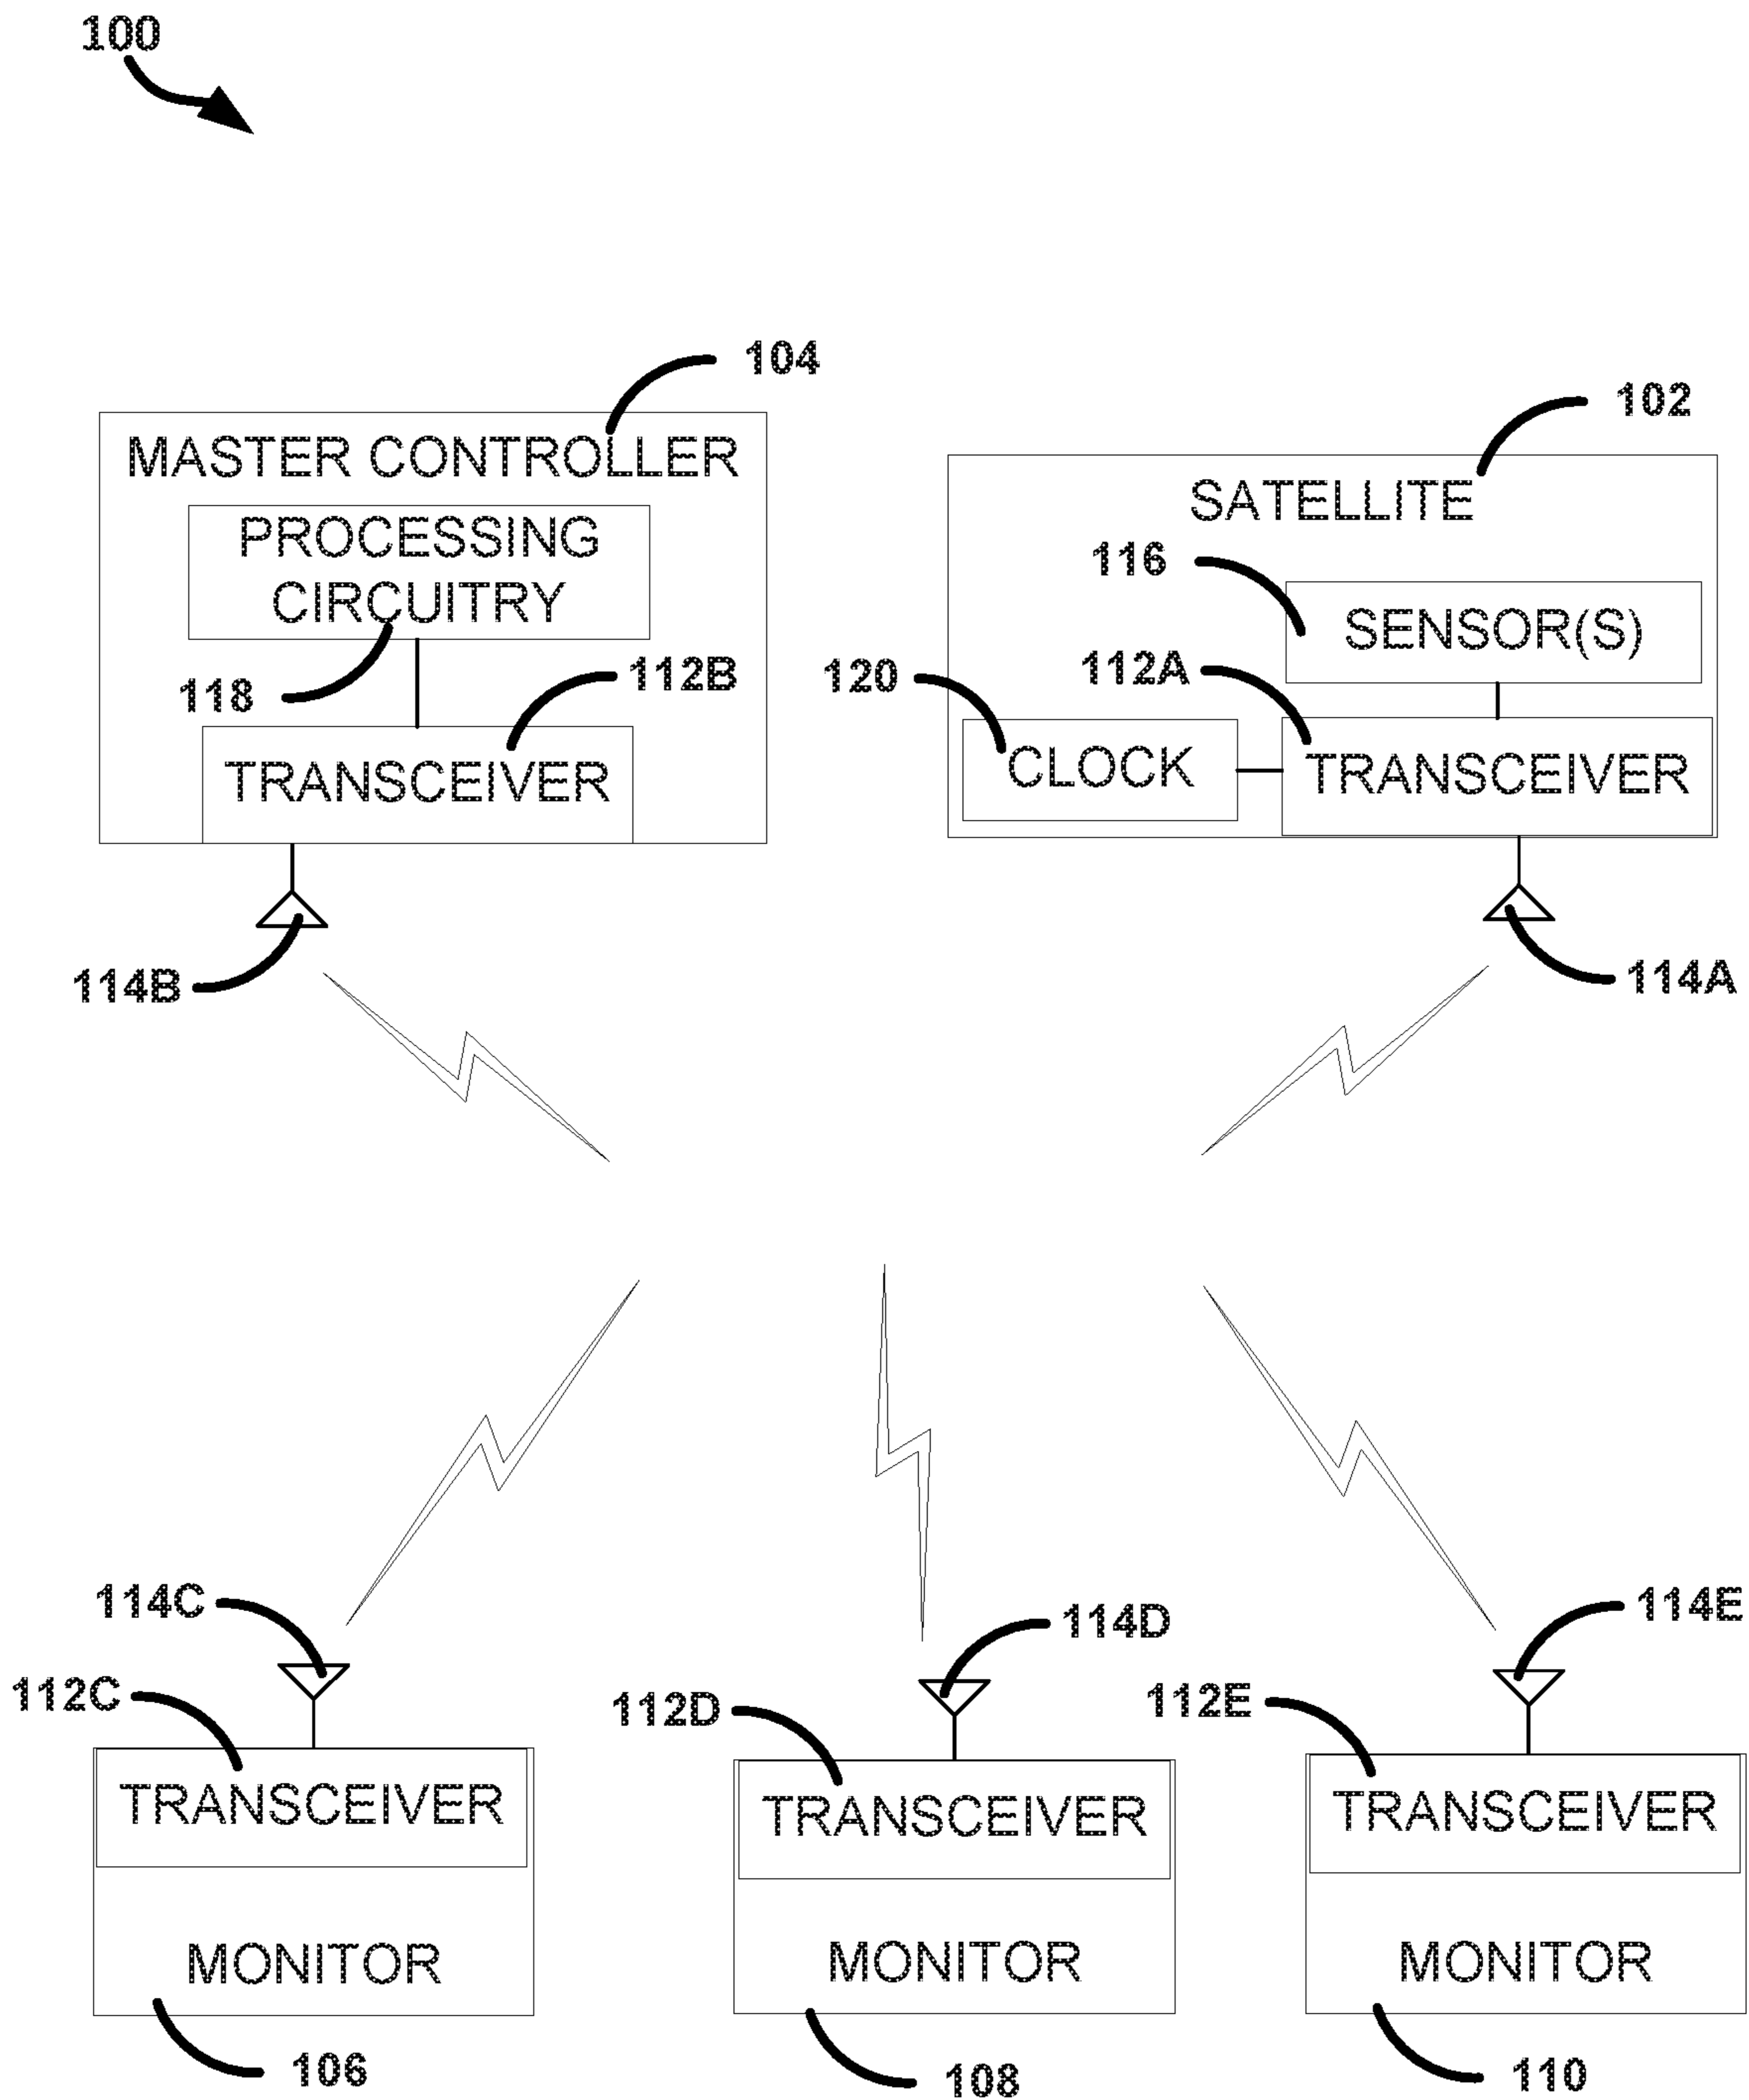 100
104
102
MASTER CONTROLLER
SATELLITE
PROCESSING
CIRCUITRY
116
SENSOR(S)
118
112B
120
112A
TRANSCEIVER
CLOCK
TRANSCEIVER
114B
114A
114C
114D
114E
112C
112D
112E
TRANSCEIVER
TRANSCEIVER
TRANSCEIVER
MONITOR
MONITOR
MONITOR
106
108
110